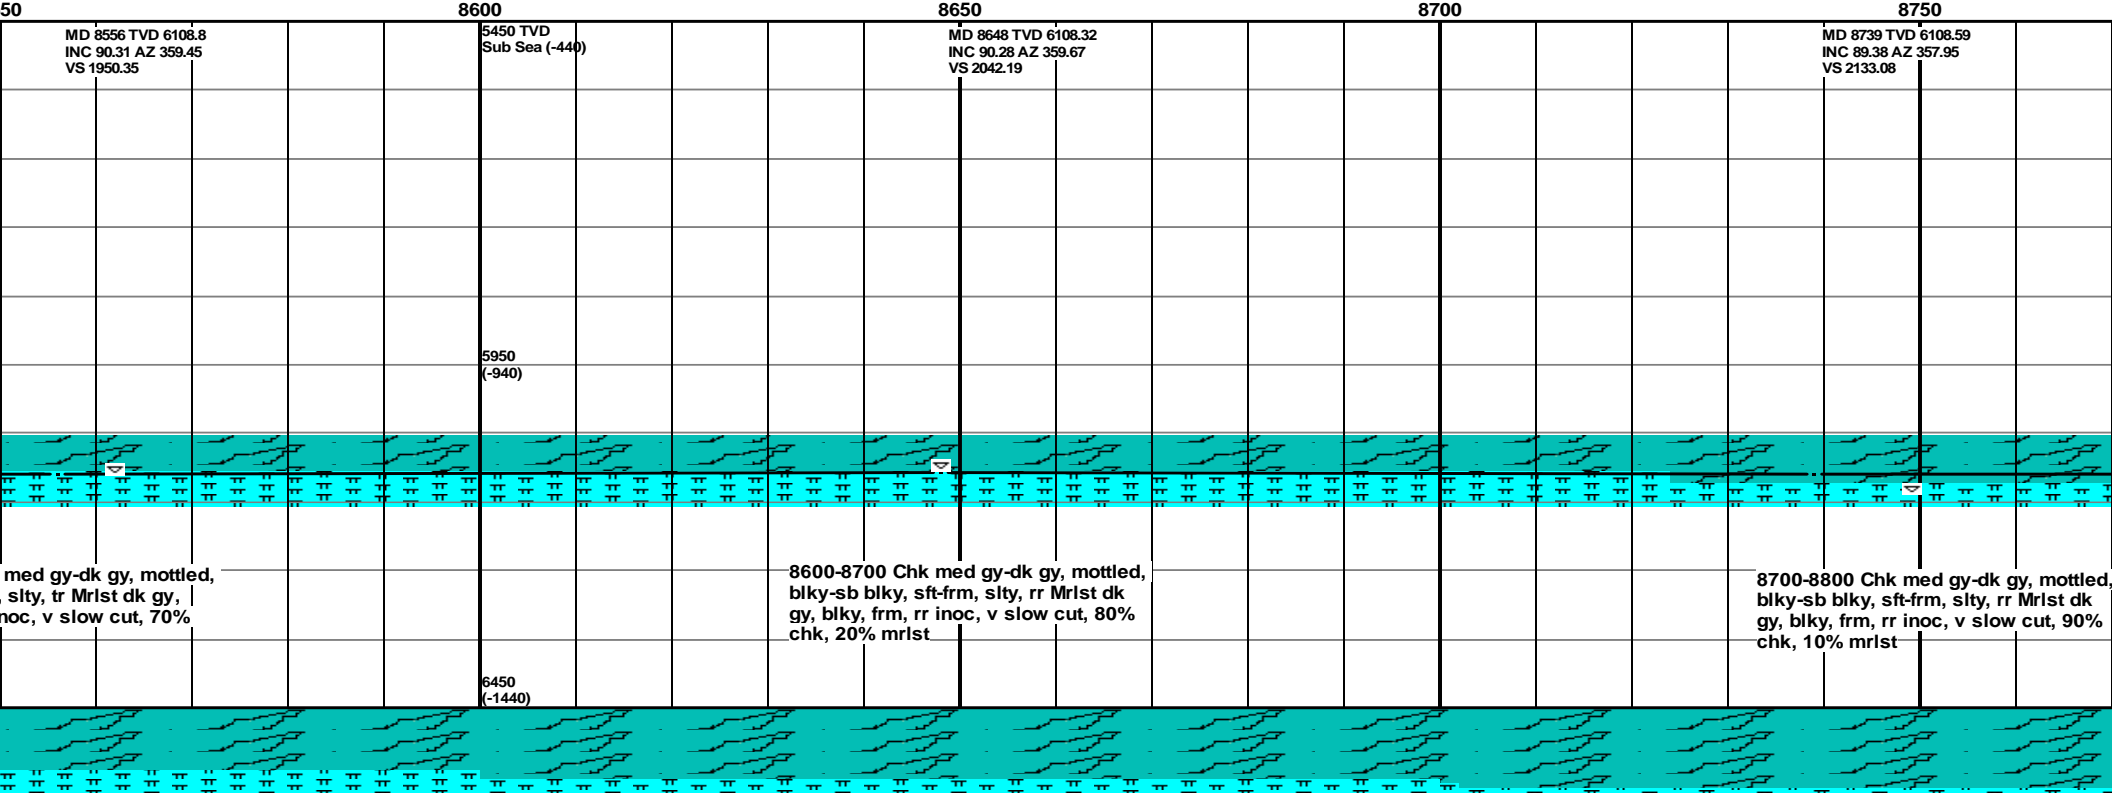 50 8600 8650 8700 8750
MD 8556 TVD 6108.8
INC 90.31 AZ 359.45
VS 1950.35
5450 TVD
Sub Sea (-440)
MD 8648 TVD 6108.32
INC 90.28 AZ 359.67
VS 2042.19
MD 8739 TVD 6108.59
INC 89.38 AZ 357.95
VS 2133.08
5950
(-940)
med gy-dk gy, mottled,
, slty, tr Mrlst dk gy,
noc, v slow cut, 70%
8600-8700 Chk med gy-dk gy, mottled,
blky-sb blky, sft-frm, slty, rr Mrlst dk
gy, blky, frm, rr inoc, v slow cut, 80%
chk, 20% mrlst
8700-8800 Chk med gy-dk gy, mottled,
blky-sb blky, sft-frm, slty, rr Mrlst dk
gy, blky, frm, rr inoc, v slow cut, 90%
chk, 10% mrlst
6450
(-1440)